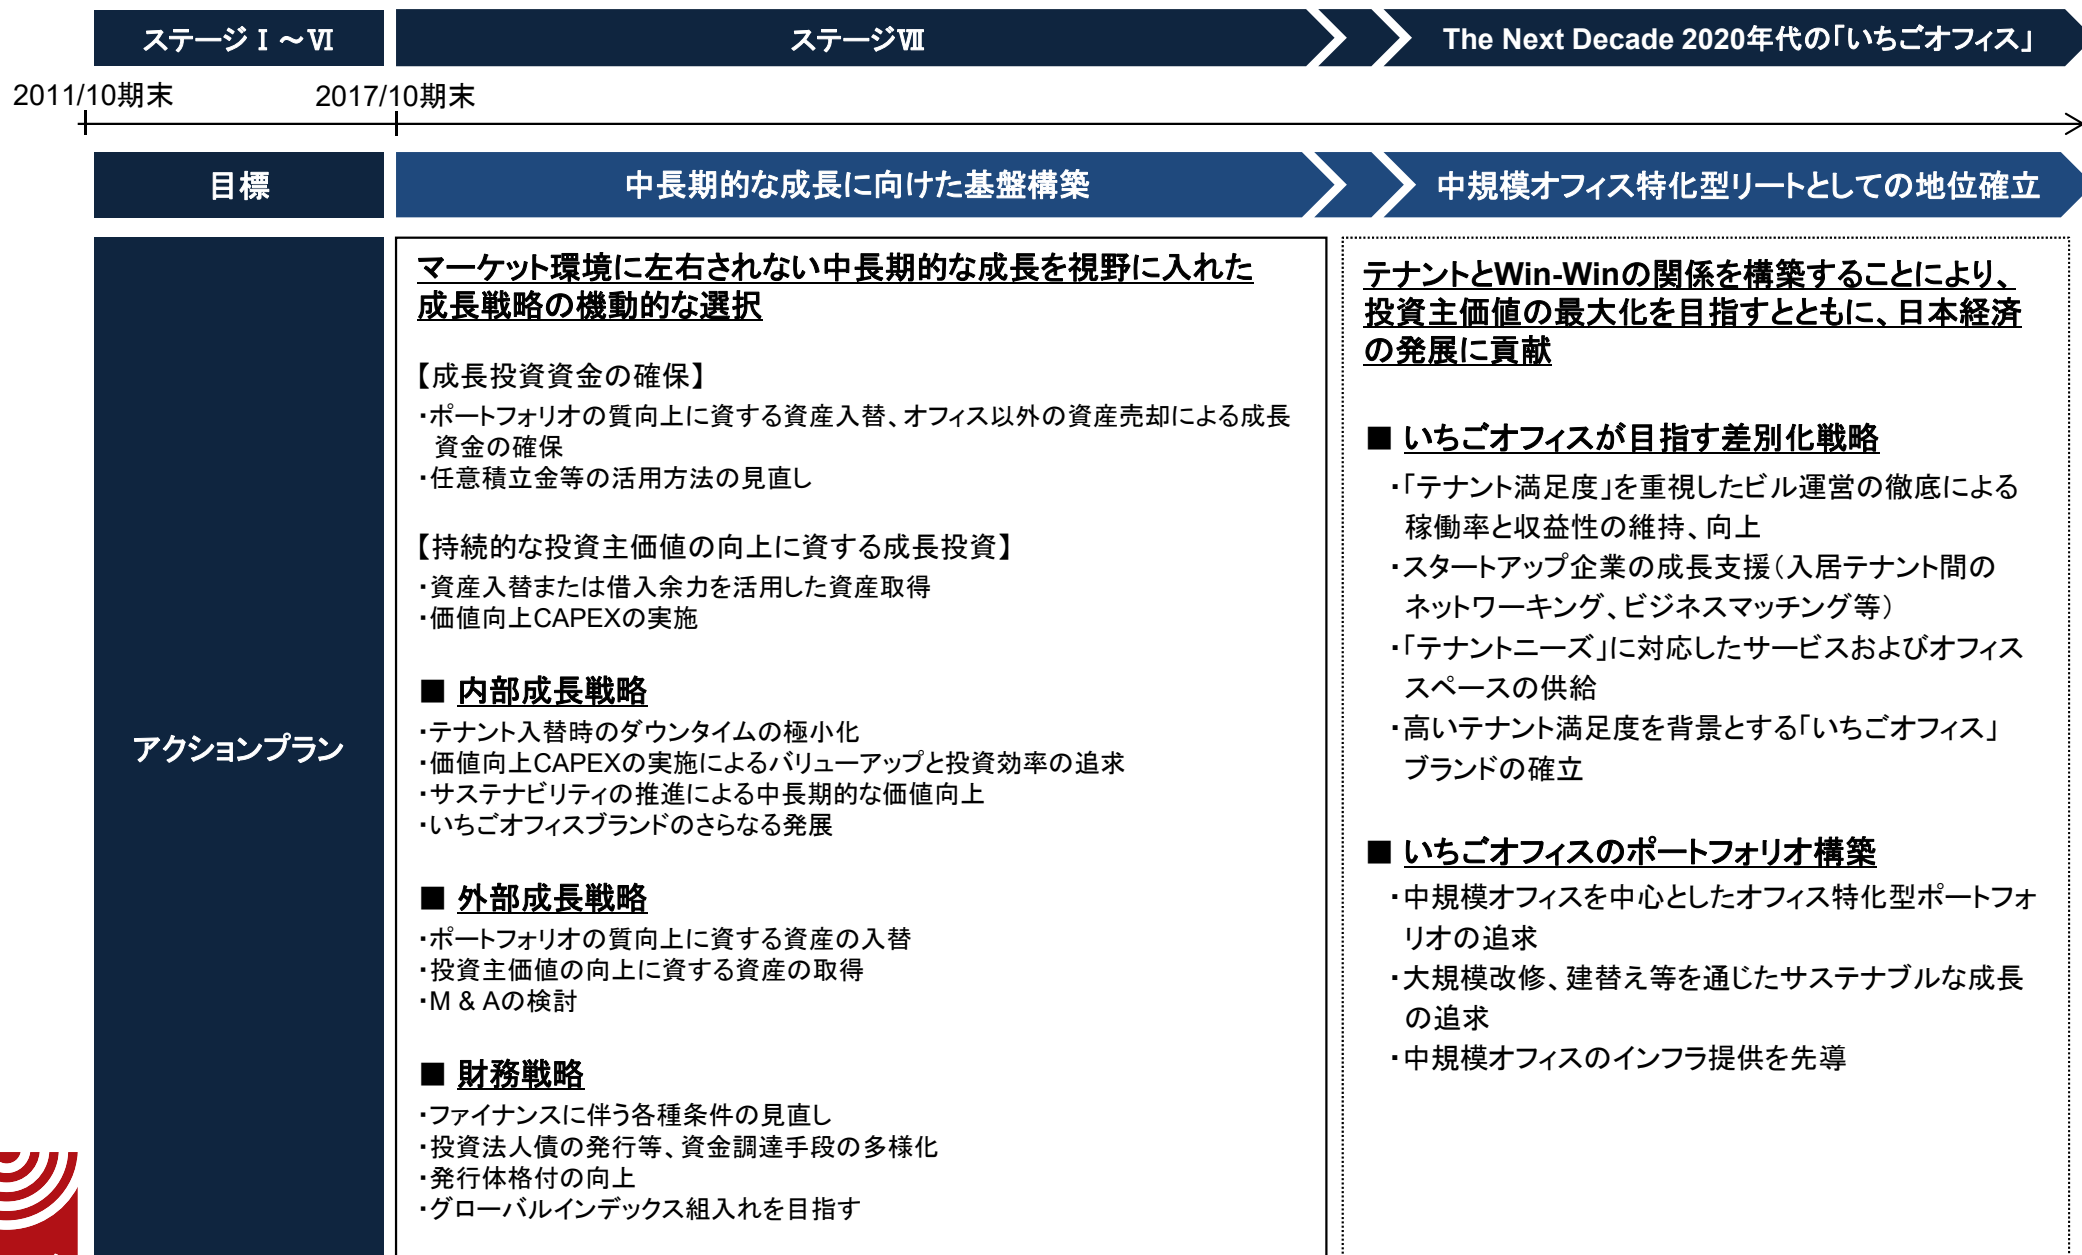 ステージⅠ～Ⅵ
ステージⅦ
The Next Decade 2020年代の「いちごオフィス」
2011/10期末
2017/10期末
目標
中長期的な成長に向けた基盤構築
中規模オフィス特化型リートとしての地位確立
アクションプラン
マーケット環境に左右されない中長期的な成長を視野に入れた
成長戦略の機動的な選択
【成長投資資金の確保】
・ポートフォリオの質向上に資する資産入替、オフィス以外の資産売却による成長
資金の確保
・任意積立金等の活用方法の見直し
【持続的な投資主価値の向上に資する成長投資】
・資産入替または借入余力を活用した資産取得
・価値向上CAPEXの実施
■ 内部成長戦略
・テナント入替時のダウンタイムの極小化
・価値向上CAPEXの実施によるバリューアップと投資効率の追求
・サステナビリティの推進による中長期的な価値向上
・いちごオフィスブランドのさらなる発展
■ 外部成長戦略
・ポートフォリオの質向上に資する資産の入替
・投資主価値の向上に資する資産の取得
・M & Aの検討
■ 財務戦略
・ファイナンスに伴う各種条件の見直し
・投資法人債の発行等、資金調達手段の多様化
・発行体格付の向上
・グローバルインデックス組入れを目指す
テナントとWin-Winの関係を構築することにより、
投資主価値の最大化を目指すとともに、日本経済
の発展に貢献
■ いちごオフィスが目指す差別化戦略
・「テナント満足度」を重視したビル運営の徹底による
稼働率と収益性の維持、向上
・スタートアップ企業の成長支援（入居テナント間の
ネットワーキング、ビジネスマッチング等）
・「テナントニーズ」に対応したサービスおよびオフィス
スペースの供給
・高いテナント満足度を背景とする「いちごオフィス」
ブランドの確立
■ いちごオフィスのポートフォリオ構築
・中規模オフィスを中心としたオフィス特化型ポートフォ
リオの追求
・大規模改修、建替え等を通じたサステナブルな成長
の追求
・中規模オフィスのインフラ提供を先導